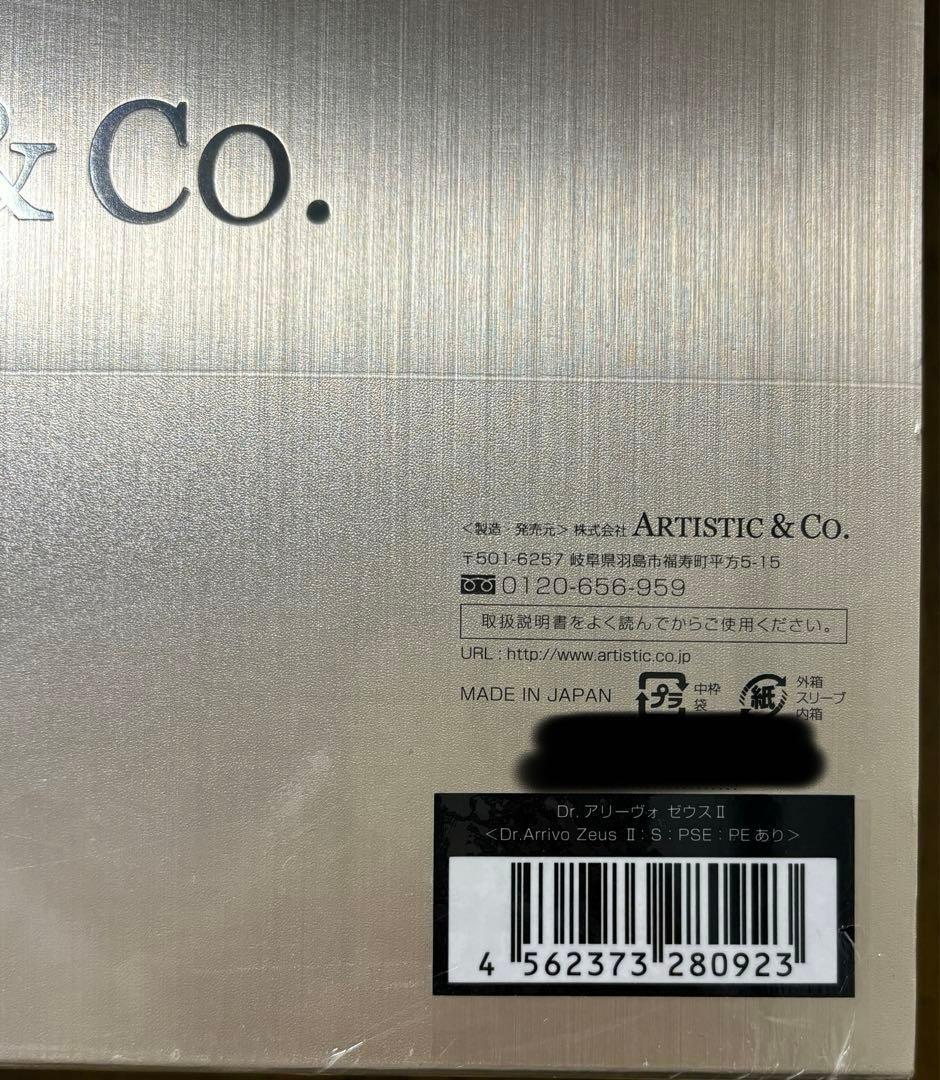 & Co.
<製造・発売元> 株式会社 ARTISTIC & CO.
〒501-6257 岐阜県羽島市福寿町平方5-15
0120-656-959
取扱説明書をよく読んでからご使用ください。
URL : http://www.artistic.co.jp
MADE IN JAPAN プラ 中枠 袋 紙 外箱 スリーブ 内箱
Dr. アリーヴォ ゼウスⅡ
<Dr.Arrivo Zeus Ⅱ:S:PSE:PEあり>
4 562373 280923